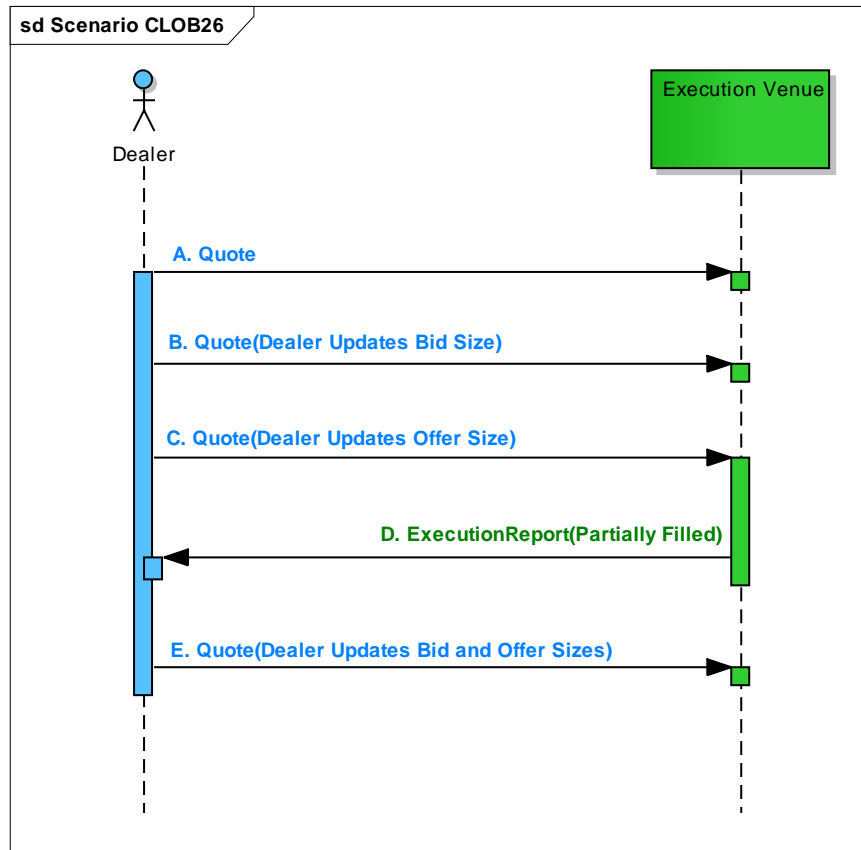 sd Scenario CLOB26
Dealer
Execution Venue
A. Quote
B. Quote(Dealer Updates Bid Size)
C. Quote(Dealer Updates Offer Size)
D. ExecutionReport(Partially Filled)
E. Quote(Dealer Updates Bid and Offer Sizes)